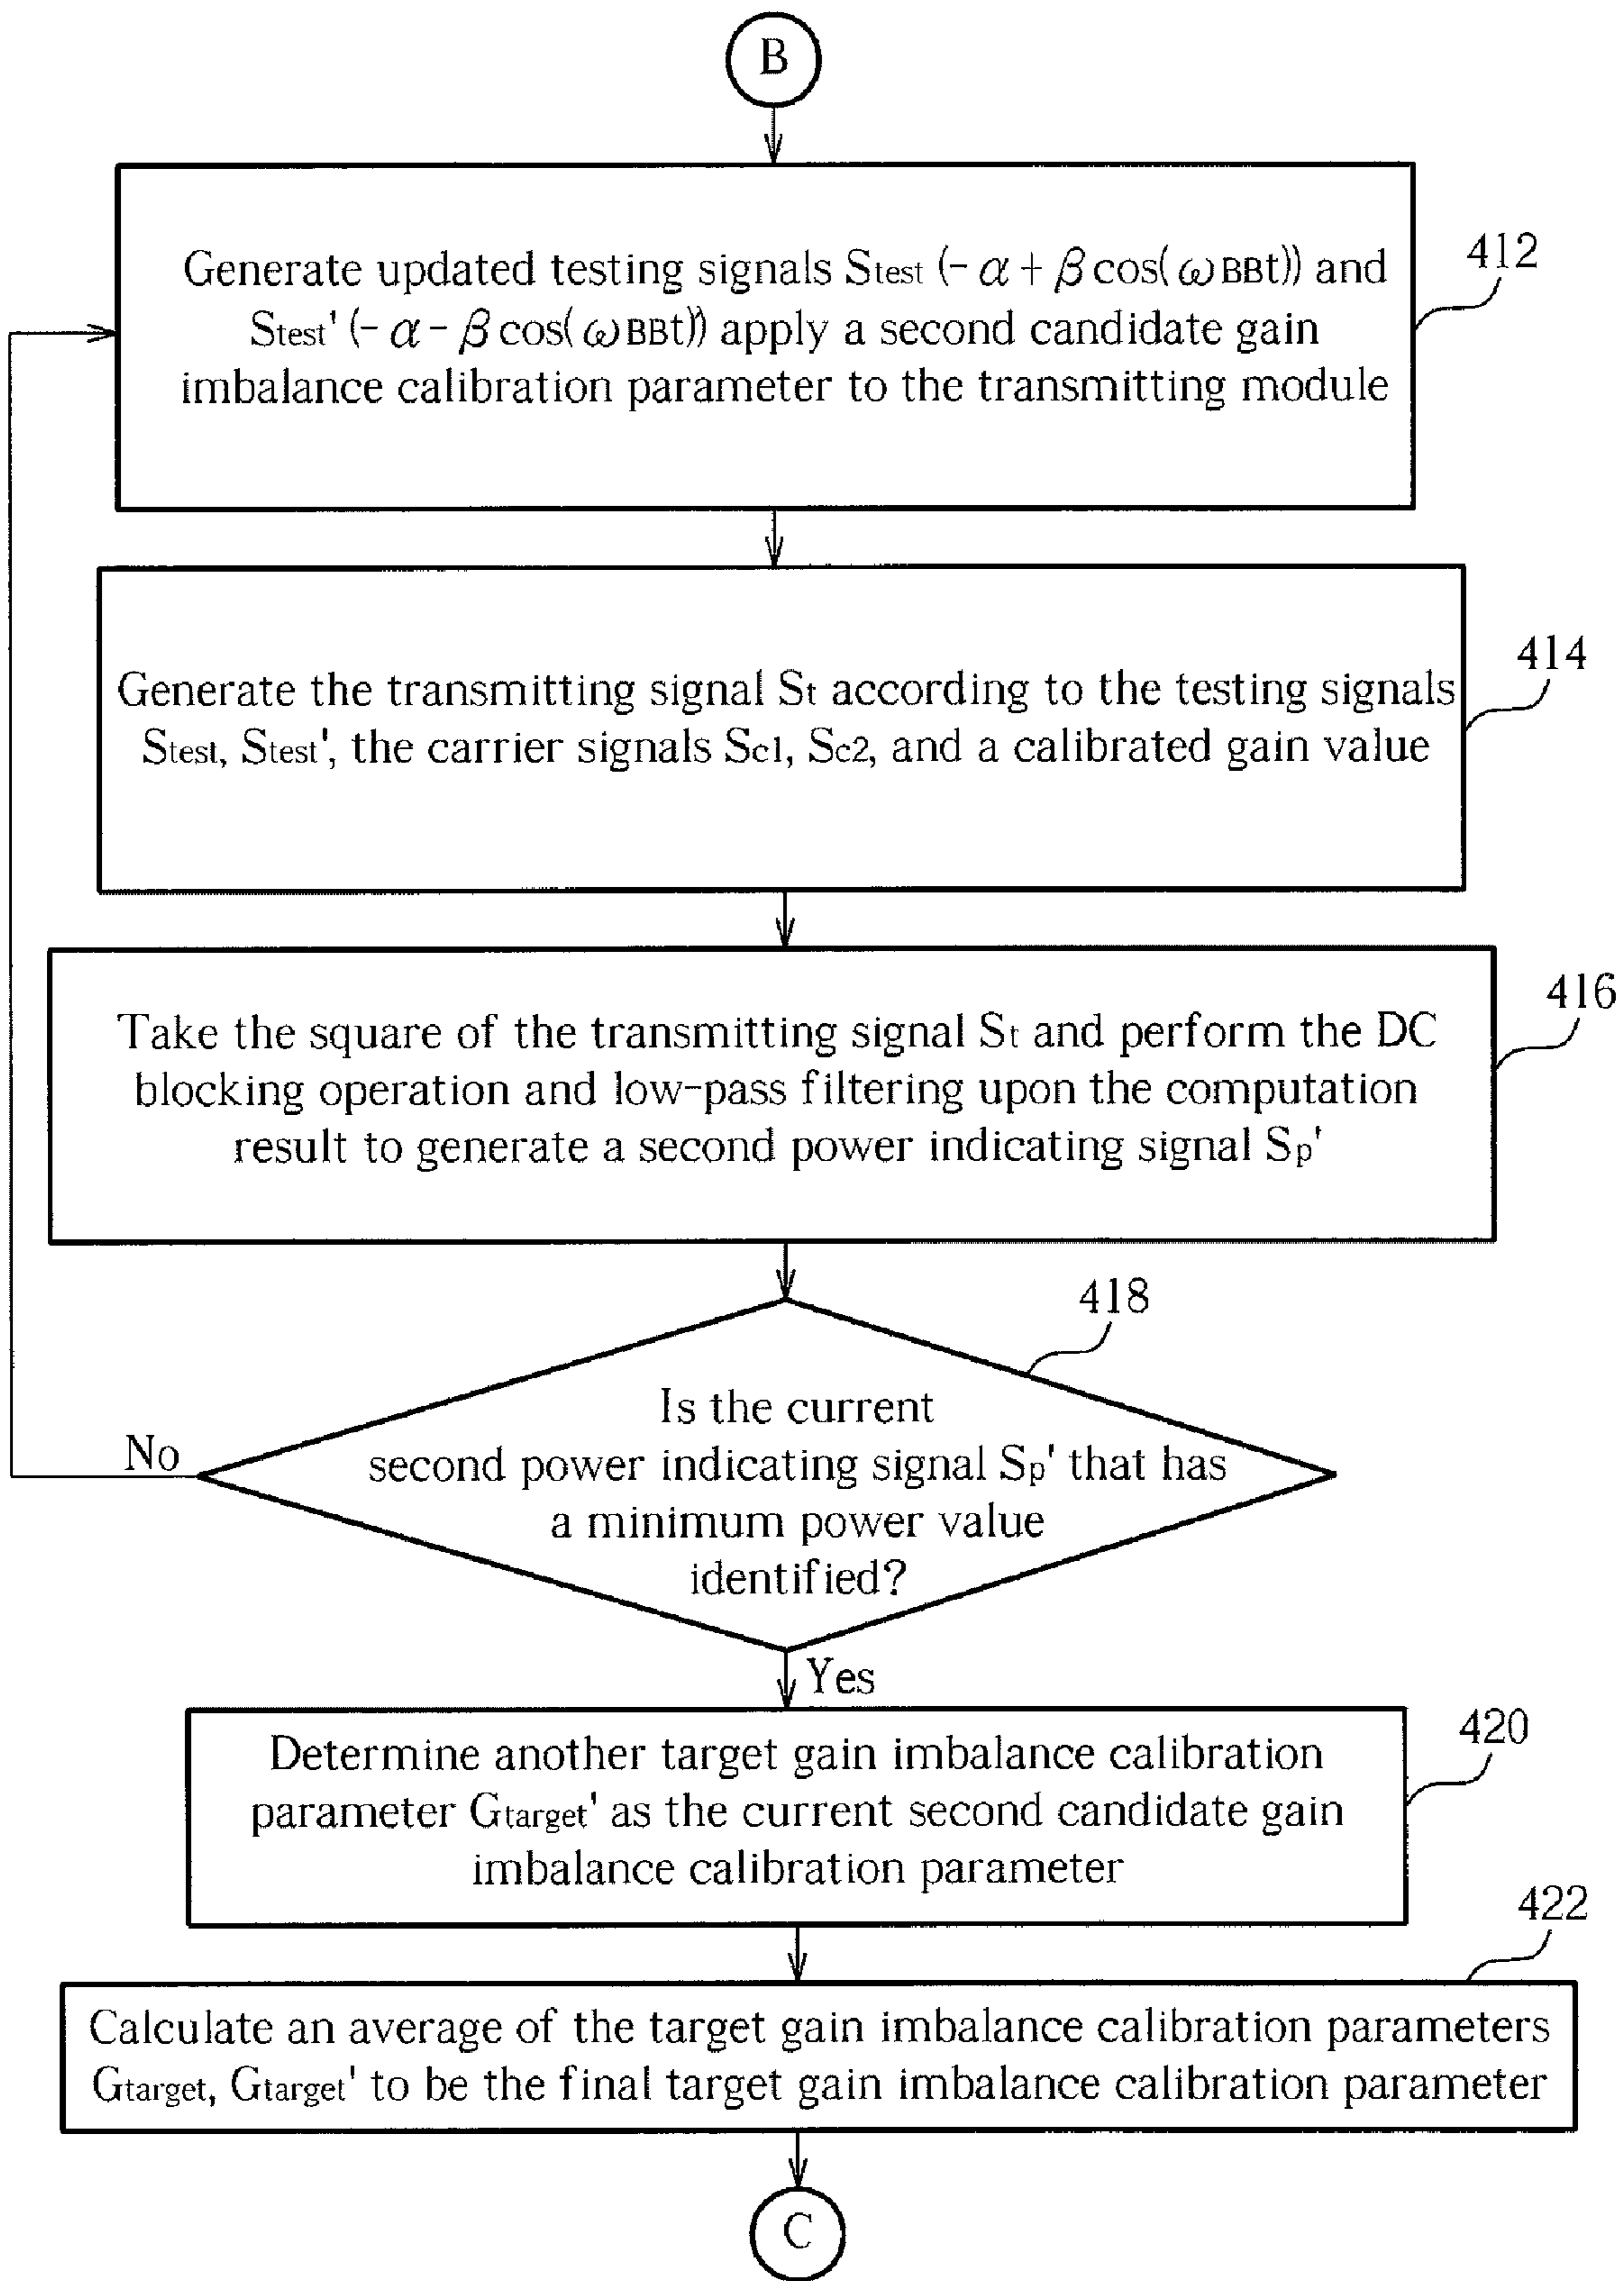 B
Generate updated testing signals Stest (-α+βcos(ωBBt)) and
Stest' (-α-βcos(ωBBt)) apply a second candidate gain
imbalance calibration parameter to the transmitting module
412
Generate the transmitting signal St according to the testing signals
Stest, Stest', the carrier signals Sc1, Sc2, and a calibrated gain value
414
Take the square of the transmitting signal St and perform the DC
blocking operation and low-pass filtering upon the computation
result to generate a second power indicating signal Sp'
416
418
Is the current
second power indicating signal Sp' that has
a minimum power value
identified?
No
Yes
Determine another target gain imbalance calibration
parameter Gtarget' as the current second candidate gain
imbalance calibration parameter
420
422
Calculate an average of the target gain imbalance calibration parameters
Gtarget, Gtarget' to be the final target gain imbalance calibration parameter
C